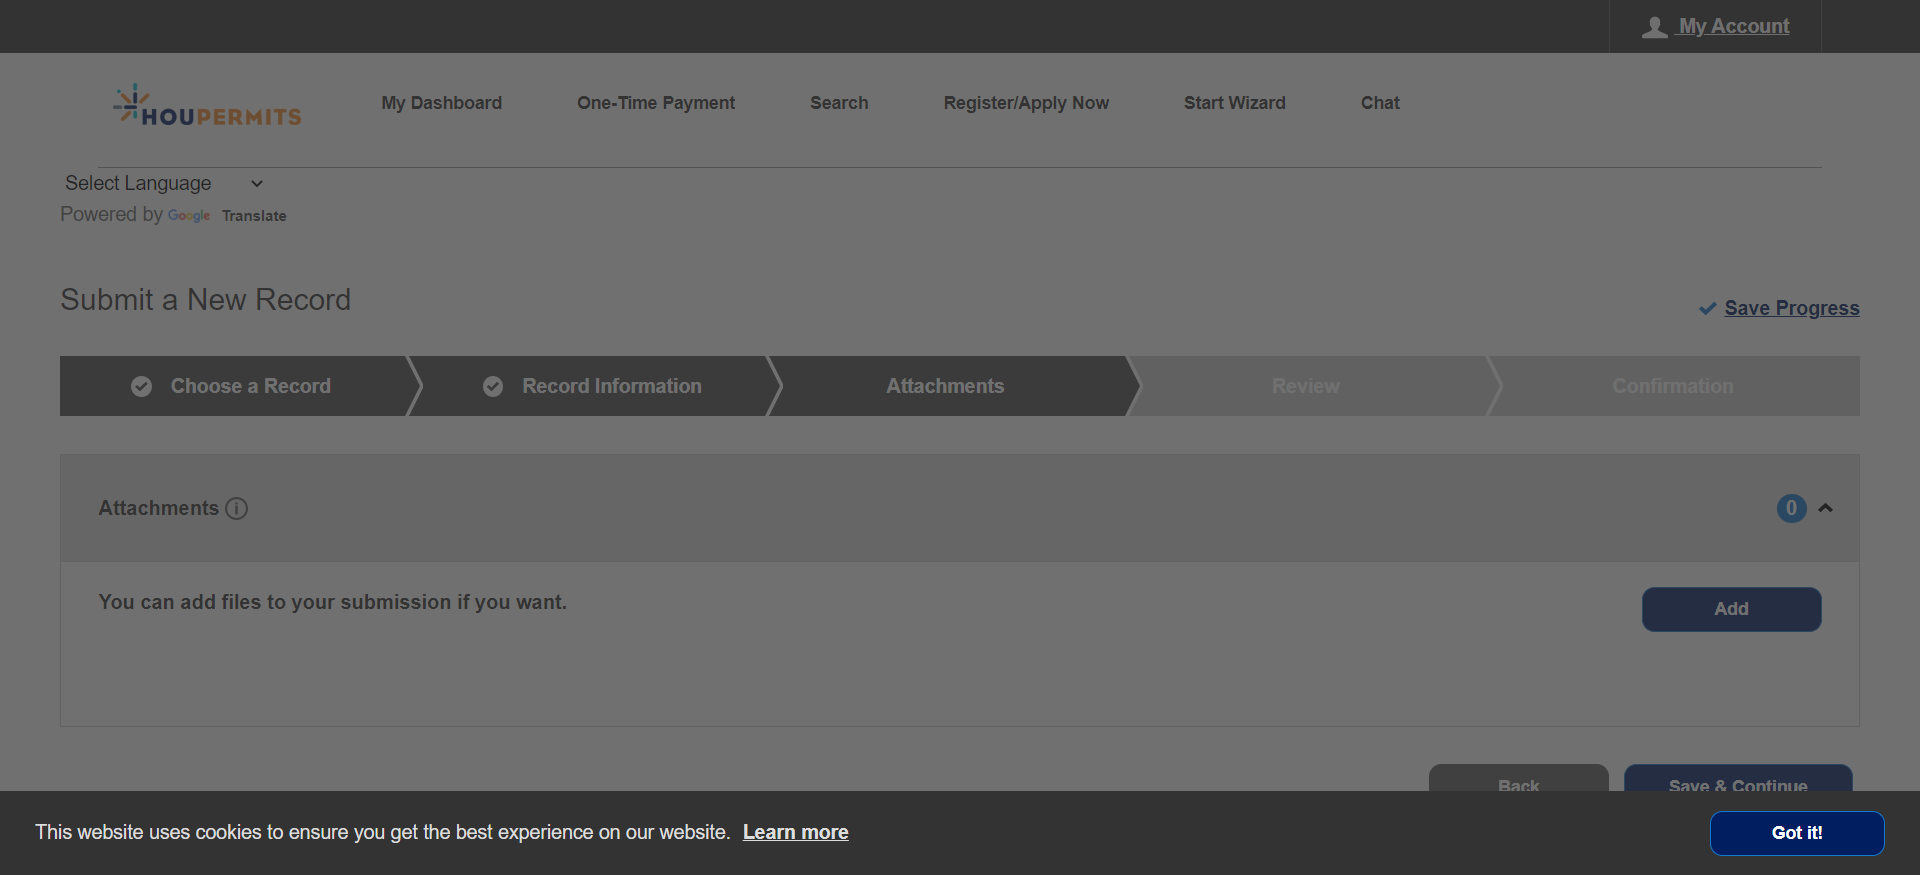 My Account
HOUPERMITS
My Dashboard
One-Time Payment
Search
Register/Apply Now
Start Wizard
Chat
Select Language
Powered by Google Translate
Submit a New Record
Save Progress
Choose a Record
Record Information
Attachments
Review
Confirmation
Attachments
0
You can add files to your submission if you want.
Add
Back
Save & Continue
This website uses cookies to ensure you get the best experience on our website. Learn more
Got it!